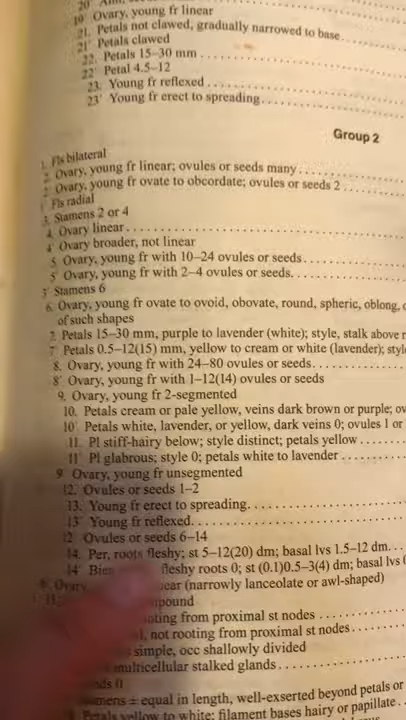 19' Ovary, young fr linear
21. Petals not clawed, gradually narrowed to base
21' Petals clawed
22. Petals 15–30 mm
22' Petal 4.5–12
23. Young fr reflexed
23' Young fr erect to spreading
Group 2
1. Fls bilateral
2. Ovary, young fr linear; ovules or seeds many
2' Ovary, young fr ovate to obcordate; ovules or seeds 2
1' Fls radial
3. Stamens 2 or 4
4. Ovary linear
4' Ovary broader, not linear
5. Ovary, young fr with 10–24 ovules or seeds
5' Ovary, young fr with 2–4 ovules or seeds
3' Stamens 6
6. Ovary, young fr ovate to ovoid, obovate, round, spheric, oblong,
of such shapes
7. Petals 15–30 mm, purple to lavender (white); style, stalk above
7' Petals 0.5–12(15) mm, yellow to cream or white (lavender);
8. Ovary, young fr with 24–80 ovules or seeds
8' Ovary, young fr with 1–12(14) ovules or seeds
9. Ovary, young fr 2-segmented
10. Petals cream or pale yellow, veins dark brown or purple;
10' Petals white, lavender, or yellow, dark veins 0; ovules 1 or
11. Pl stiff-hairy below; style distinct; petals yellow
11' Pl glabrous; style 0; petals white to lavender
9' Ovary, young fr unsegmented
12. Ovules or seeds 1–2
13. Young fr erect to spreading
13' Young fr reflexed
12' Ovules or seeds 6–14
14. Per, roots fleshy; st 5–12(20) dm; basal lvs 1.5–12 dm
14' fleshy roots 0; st (0.1)0.5–3(4) dm; basal lvs
6' Ovary (narrowly lanceolate or awl-shaped)
rooting from proximal st nodes
not rooting from proximal st nodes
simple, occ shallowly divided
multicellular stalked glands
0
± equal in length, well-exserted beyond petals or
Petals yellow to white; filament bases hairy or papillate